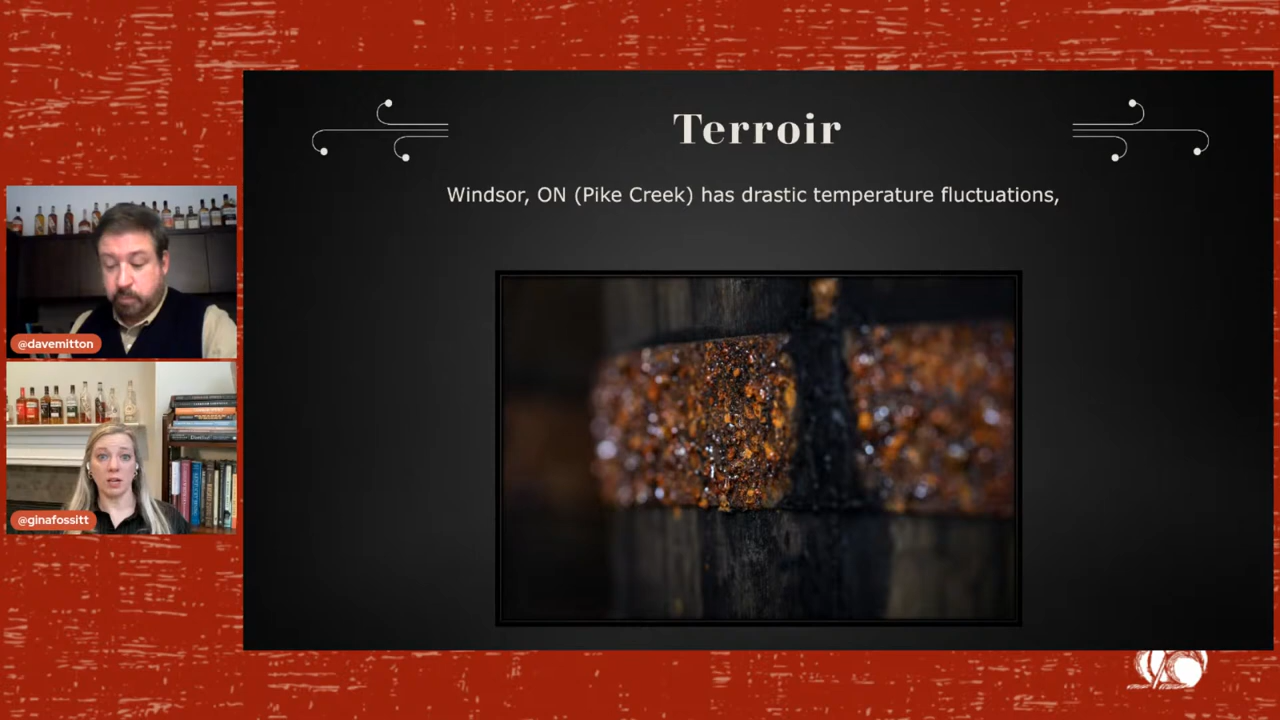 Terroir
Windsor, ON (Pike Creek) has drastic temperature fluctuations,
@davemitton
@ginafossitt